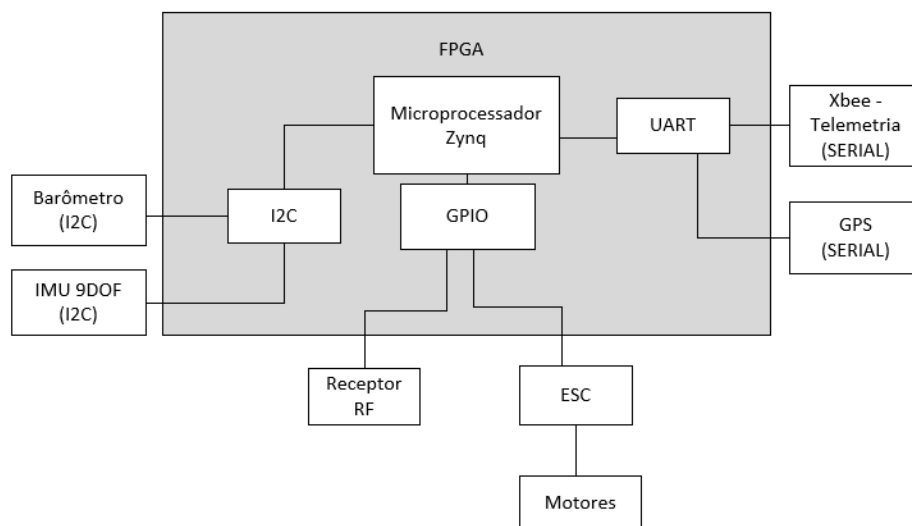 FPGA
Microprocessador
Zynq
UART
Xbee -
Telemetria
(SERIAL)
Barômetro
(I2C)
I2C
GPIO
GPS
(SERIAL)
IMU 9DOF
(I2C)
Receptor
RF
ESC
Motores